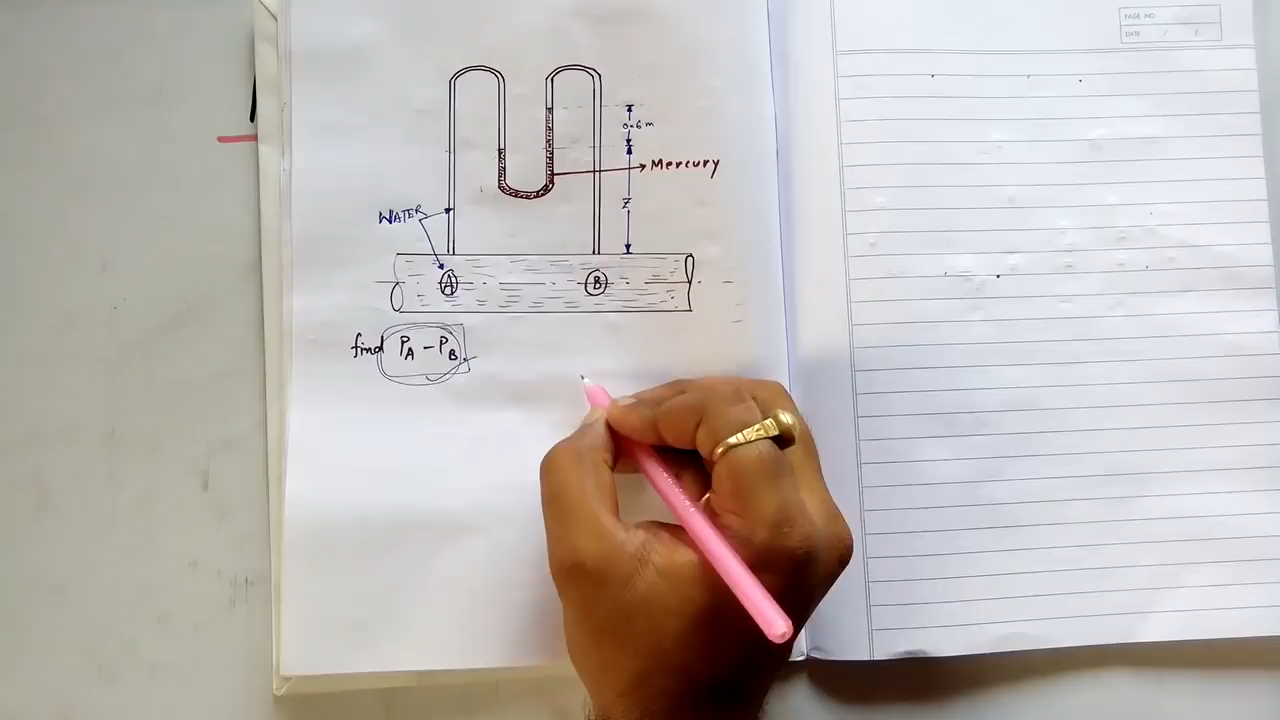 PAGE NO.
DATE / /
0.6 m
Mercury
Z
WATER
A
B
find P_A - P_B.